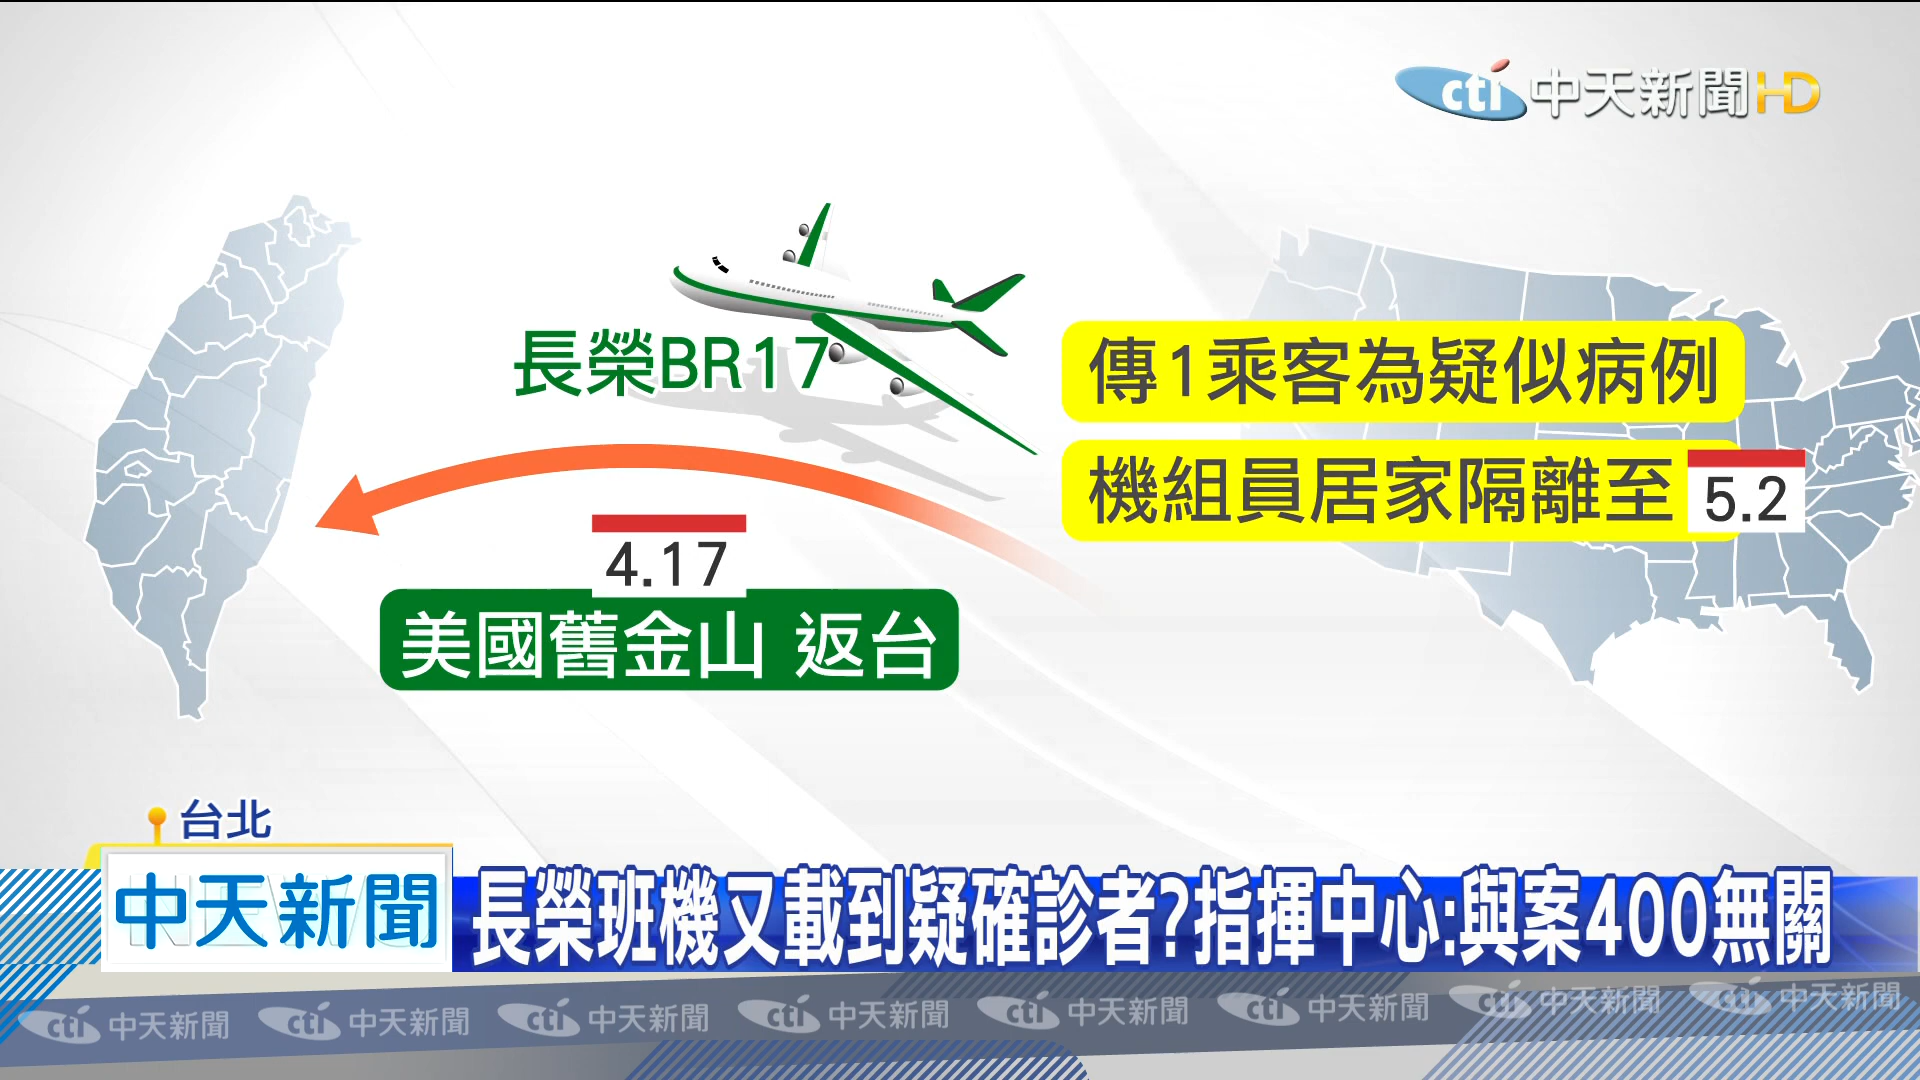 cti 中天新聞HD
長榮BR17
傳1乘客為疑似病例
機組員居家隔離至 5.2
4.17
美國舊金山 返台
台北
中天新聞
長榮班機又載到疑確診者?指揮中心:與案400無關
cti 中天新聞 cti 中天新聞 cti 中天新聞 cti 中天新聞 cti 中天新聞 cti 中天新聞 cti 中天新聞 cti 中天新聞